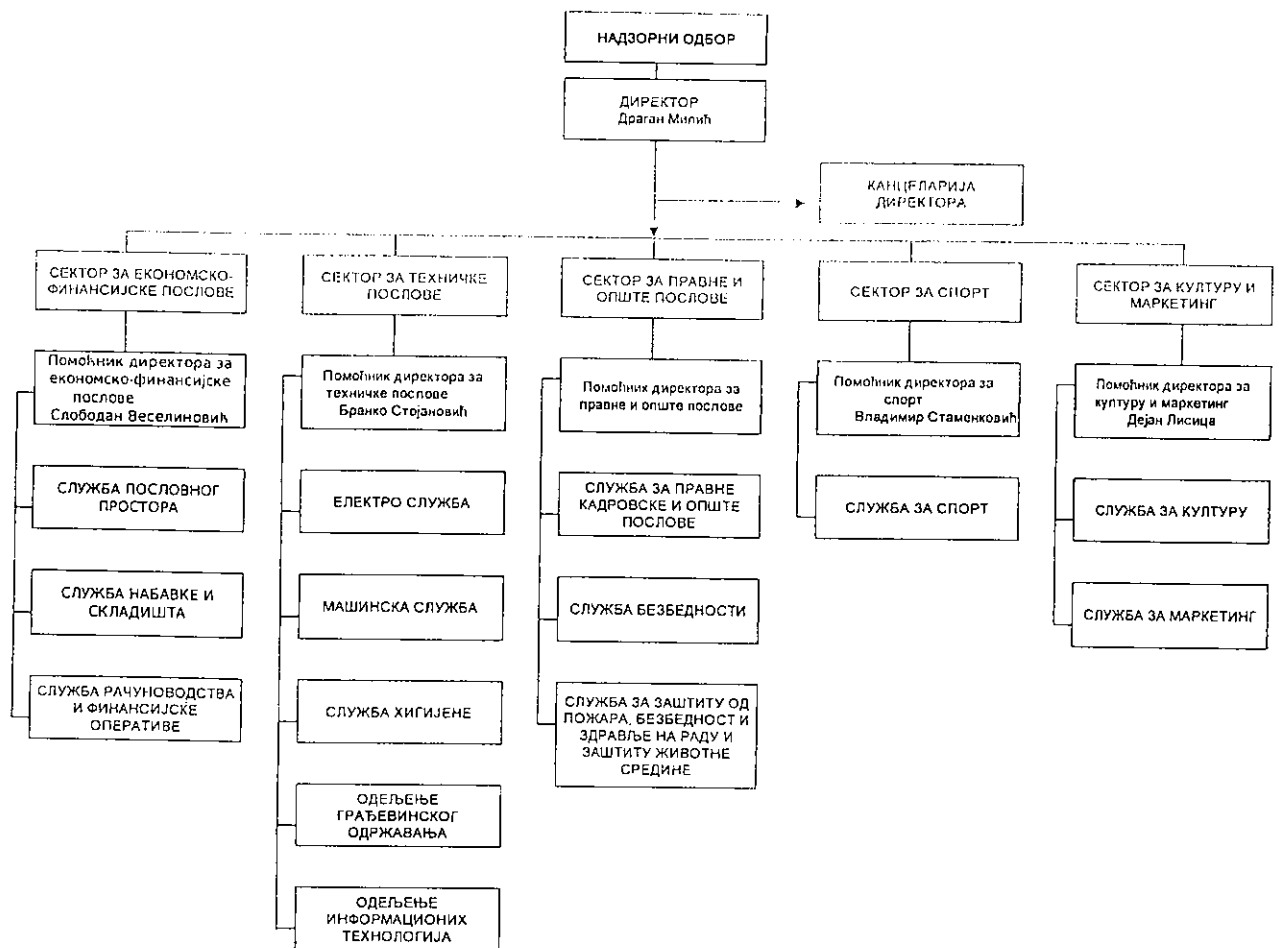 НАДЗОРНИ ОДБОР
ДИРЕКТОР
Драган Милић
КАНЦЕЛАРИЈА
ДИРЕКТОРА
СЕКТОР ЗА ЕКОНОМСКО-
ФИНАНСИЈСКЕ ПОСЛОВЕ
Помоћник директора за
економско-финансијске
послове
Слободан Веселиновић
СЛУЖБА ПОСЛОВНОГ
ПРОСТОРА
СЛУЖБА НАБАВКЕ И
СКЛАДИШТА
СЛУЖБА РАЧУНОВОДСТВА
И ФИНАНСИЈСКЕ
ОПЕРАТИВЕ
СЕКТОР ЗА ТЕХНИЧКЕ
ПОСЛОВЕ
Помоћник директора за
техничке послове
Бранко Стојановић
ЕЛЕКТРО СЛУЖБА
МАШИНСКА СЛУЖБА
СЛУЖБА ХИГИЈЕНЕ
ОДЕЉЕЊЕ
ГРАЂЕВИНСКОГ
ОДРЖАВАЊА
ОДЕЉЕЊЕ
ИНФОРМАЦИОНИХ
ТЕХНОЛОГИЈА
СЕКТОР ЗА ПРАВНЕ И
ОПШТЕ ПОСЛОВЕ
Помоћник директора за
правне и опште послове
СЛУЖБА ЗА ПРАВНЕ
КАДРОВСКЕ И ОПШТЕ
ПОСЛОВЕ
СЛУЖБА БЕЗБЕДНОСТИ
СЛУЖБА ЗА ЗАШТИТУ ОД
ПОЖАРА, БЕЗБЕДНОСТ И
ЗДРАВЉЕ НА РАДУ И
ЗАШТИТУ ЖИВОТНЕ
СРЕДИНЕ
СЕКТОР ЗА СПОРТ
Помоћник директора за
спорт
Владимир Стаменковић
СЛУЖБА ЗА СПОРТ
СЕКТОР ЗА КУЛТУРУ И
МАРКЕТИНГ
Помоћник директора за
културу и маркетинг
Дејан Лисица
СЛУЖБА ЗА КУЛТУРУ
СЛУЖБА ЗА МАРКЕТИНГ